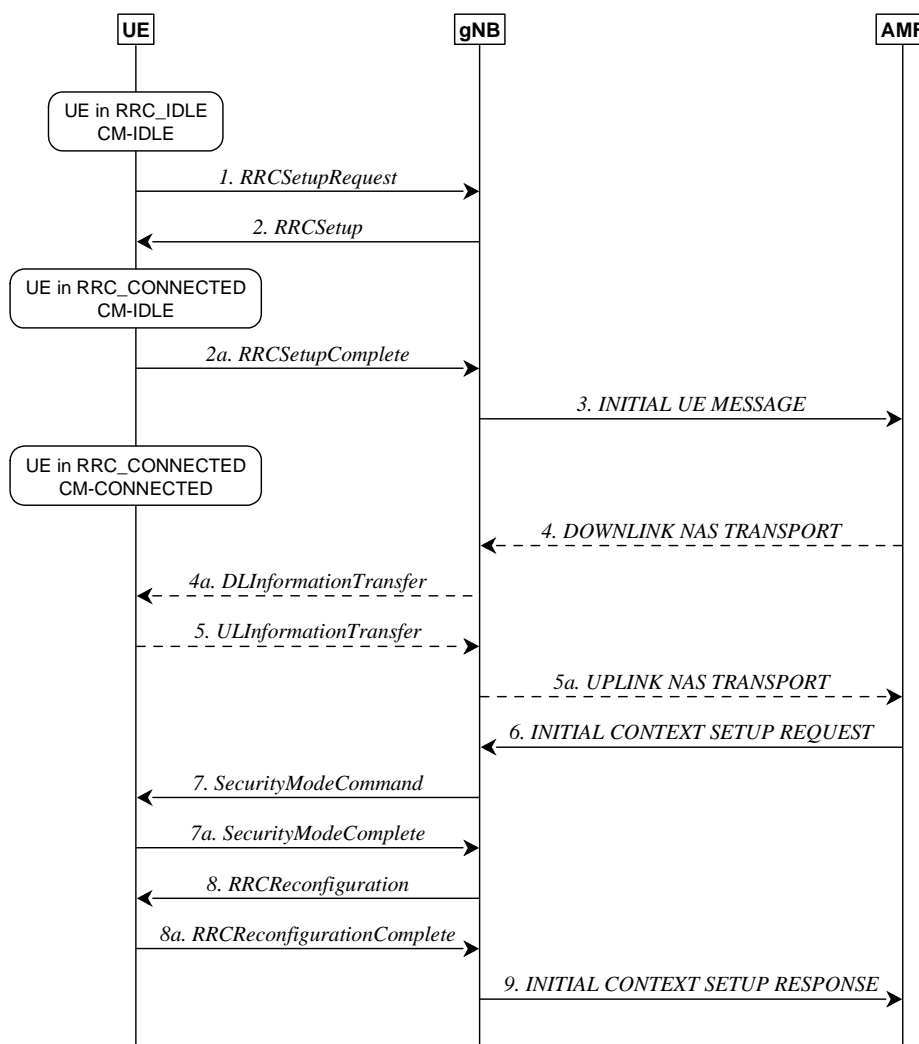 UE
gNB
AMF
UE in RRC_IDLE
CM-IDLE
1. RRCSetupRequest
2. RRCSetup
UE in RRC_CONNECTED
CM-IDLE
2a. RRCSetupComplete
3. INITIAL UE MESSAGE
UE in RRC_CONNECTED
CM-CONNECTED
4. DOWNLINK NAS TRANSPORT
4a. DLInformationTransfer
5. ULInformationTransfer
5a. UPLINK NAS TRANSPORT
6. INITIAL CONTEXT SETUP REQUEST
7. SecurityModeCommand
7a. SecurityModeComplete
8. RRCReconfiguration
8a. RRCReconfigurationComplete
9. INITIAL CONTEXT SETUP RESPONSE